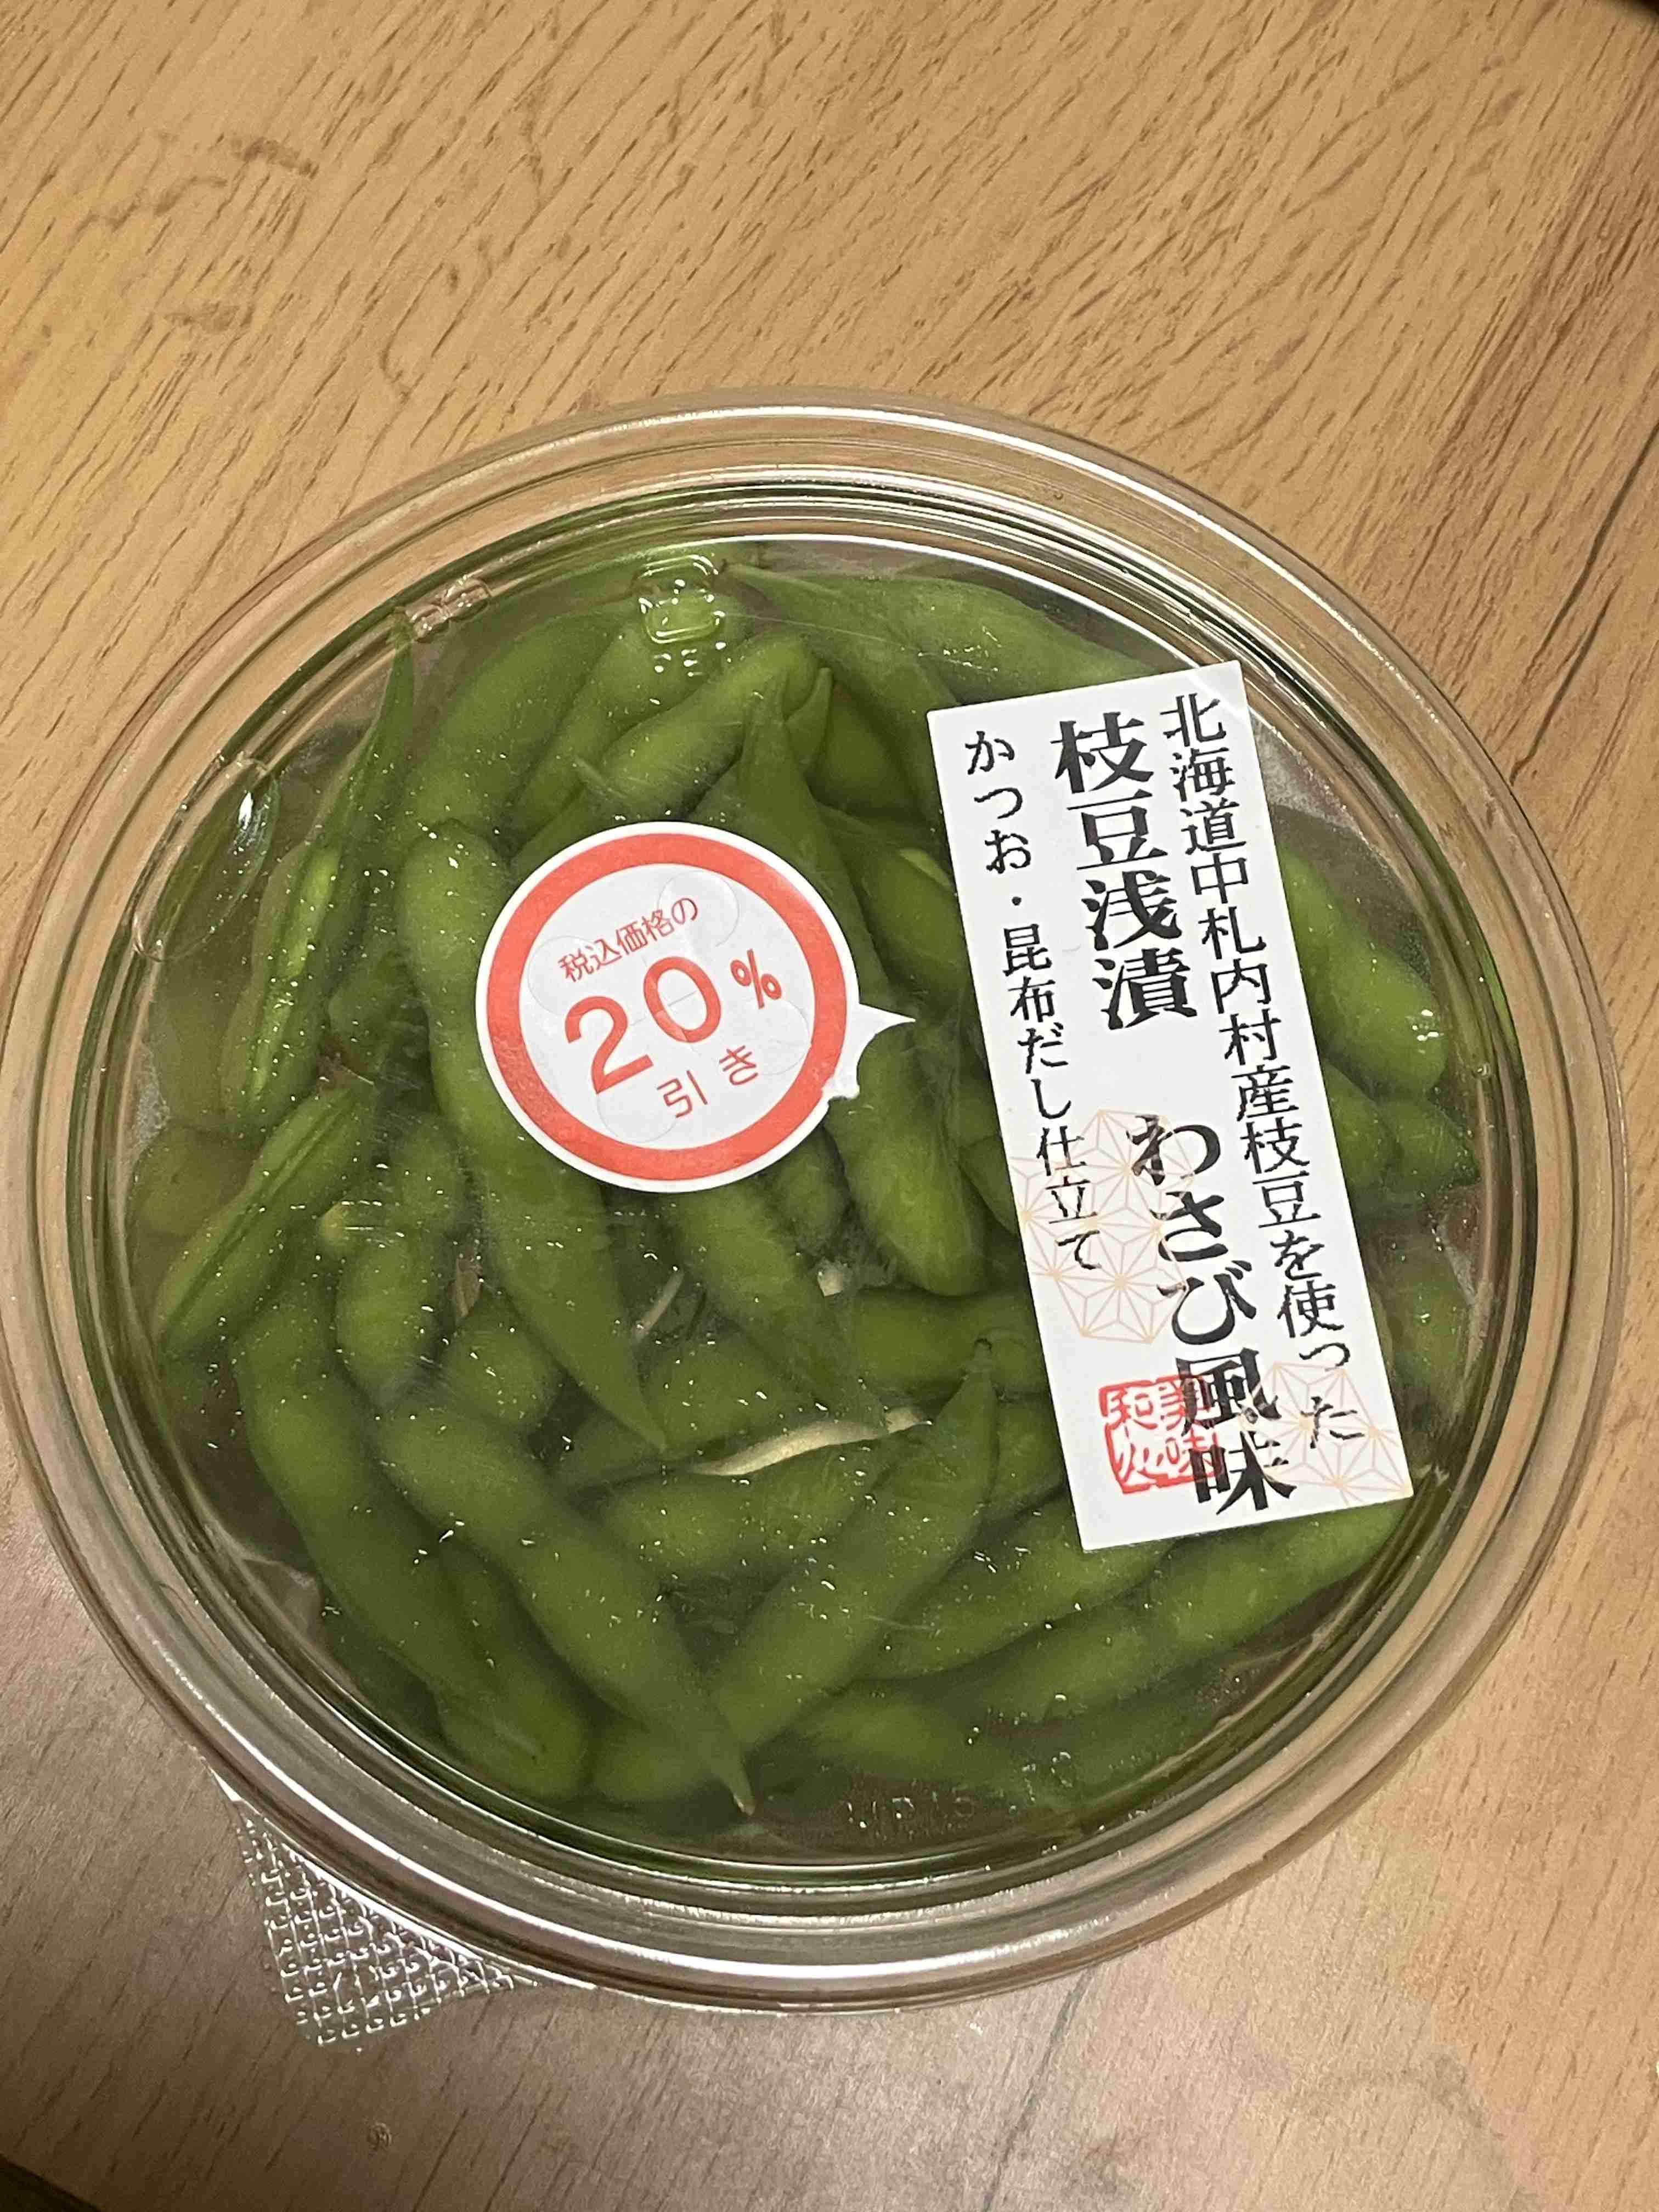 北海道中札内村産枝豆を使った
枝豆浅漬 わさび風味
かつお・昆布だし仕立て
税込価格の
20%
引き